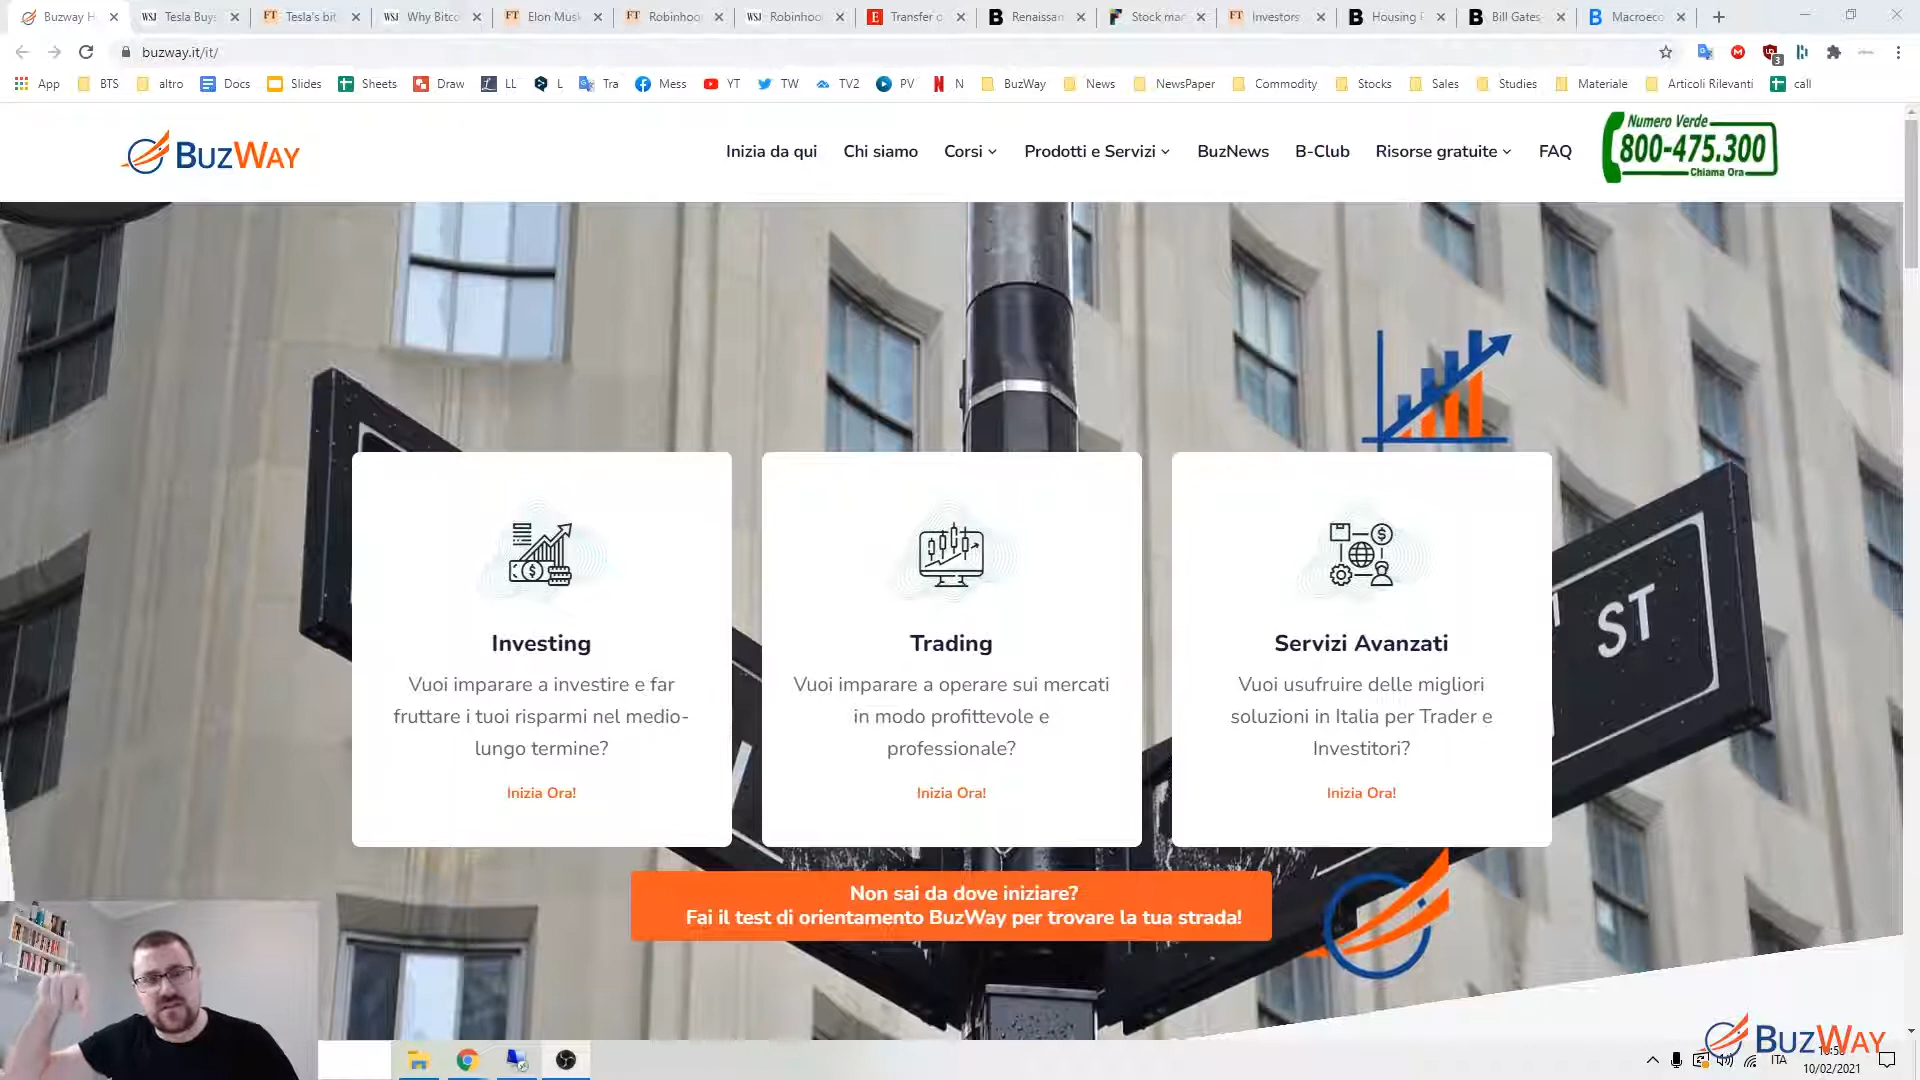 Buzway H
WSJ Tesla Buys
FT Tesla's bit
WSJ Why Bitco
FT Elon Musk
FT Robinhoo
WSJ Robinhoo
E Transfer o
B Renaissan
Stock mar
FT Investors
B Housing
B Bill Gates
B Macroeco
buzway.it/it/
3
App BTS altro Docs Slides Sheets Draw LL L Tra Mess YT TW TV2 PV N BuzWay News NewsPaper Commodity Stocks Sales Studies Materiale Articoli Rilevanti call
BUZWAY
Inizia da qui Chi siamo Corsi Prodotti e Servizi BuzNews B-Club Risorse gratuite FAQ
Numero Verde
800-475.300
Chiama Ora
ST
Investing
Vuoi imparare a investire e far
fruttare i tuoi risparmi nel medio-
lungo termine?
Inizia Ora!
Trading
Vuoi imparare a operare sui mercati
in modo profittevole e
professionale?
Inizia Ora!
Servizi Avanzati
Vuoi usufruire delle migliori
soluzioni in Italia per Trader e
Investitori?
Inizia Ora!
Non sai da dove iniziare?
Fai il test di orientamento BuzWay per trovare la tua strada!
BUZWAY
ITA
10/02/2021